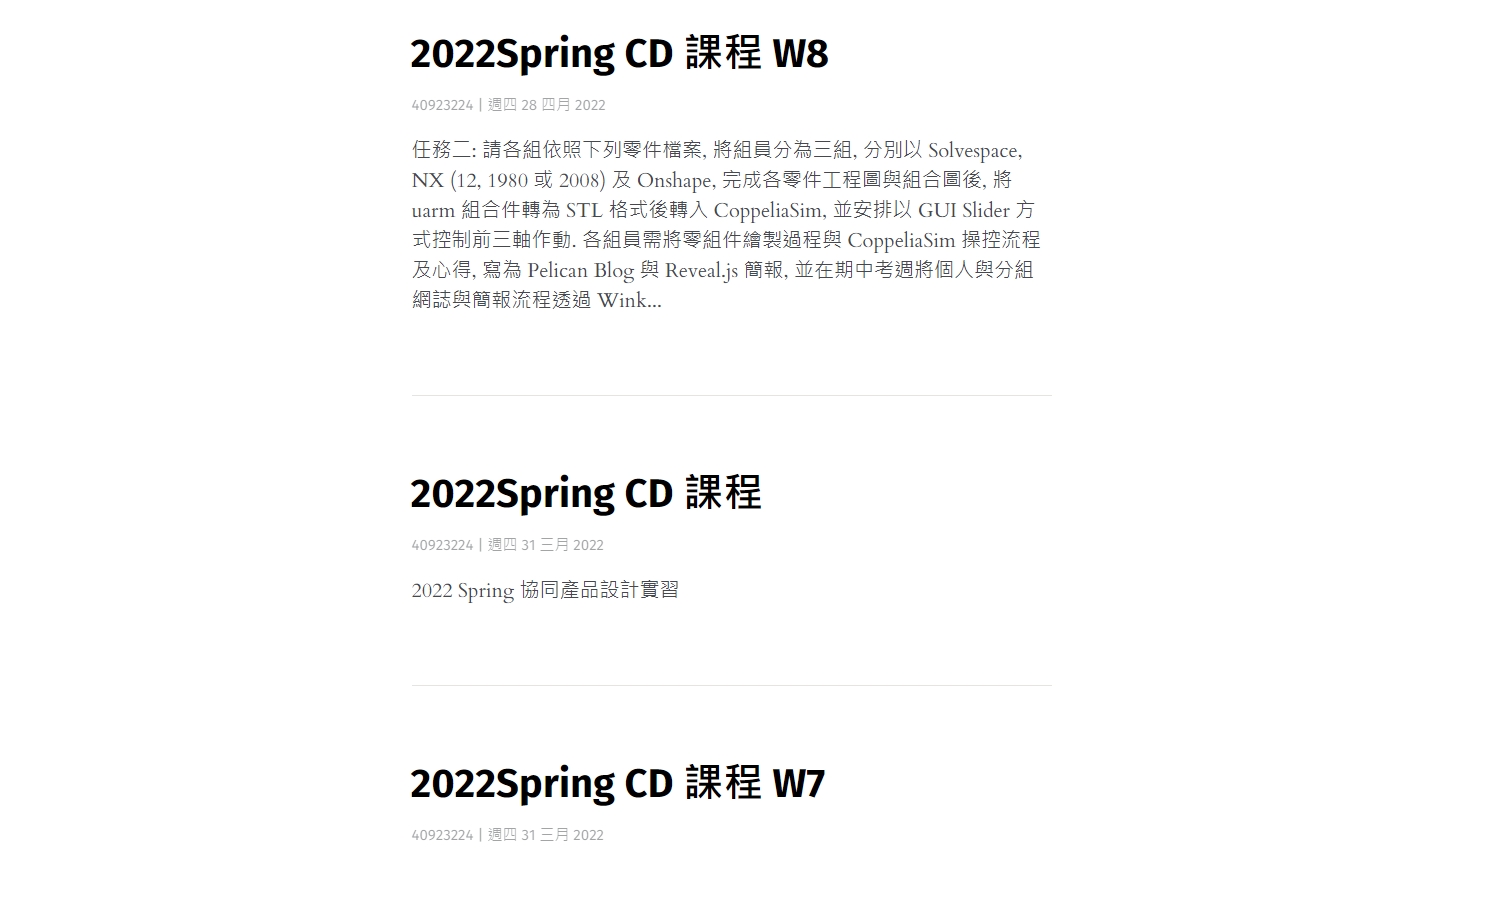 2022Spring CD 課程 W8
40923224 | 週四 28 四月 2022
任務二: 請各組依照下列零件檔案, 將組員分為三組, 分別以 Solvespace,
NX (12, 1980 或 2008) 及 Onshape, 完成各零件工程圖與組合圖後, 將
uarm 組合件轉為 STL 格式後轉入 CoppeliaSim, 並安排以 GUI Slider 方
式控制前三軸作動. 各組員需將零組件繪製過程與 CoppeliaSim 操控流程
及心得, 寫為 Pelican Blog 與 Reveal.js 簡報, 並在期中考週將個人與分組
網誌與簡報流程透過 Wink...
2022Spring CD 課程
40923224 | 週四 31 三月 2022
2022 Spring 協同產品設計實習
2022Spring CD 課程 W7
40923224 | 週四 31 三月 2022